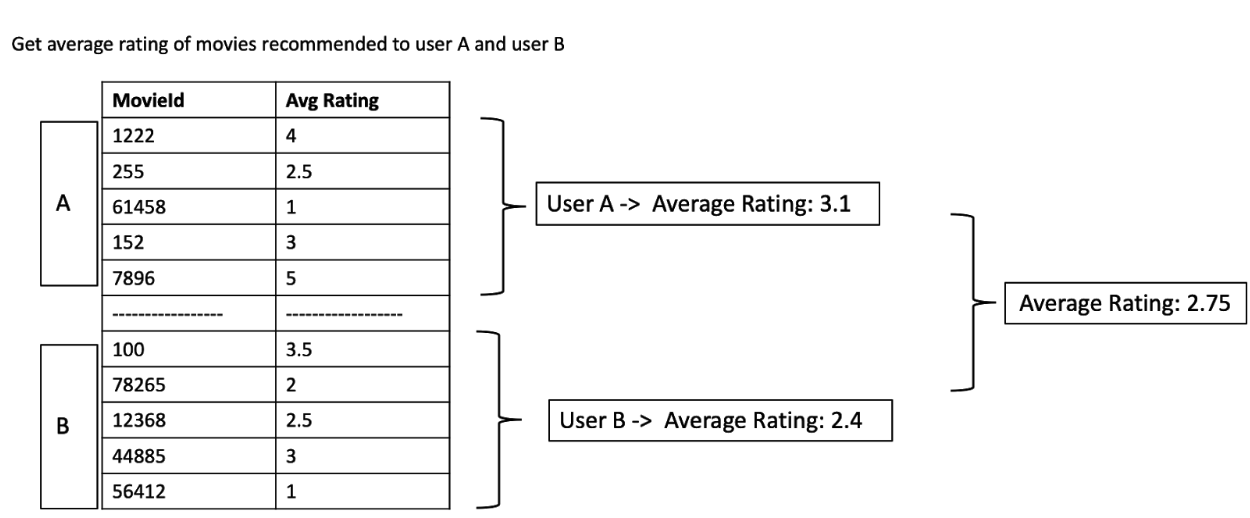 Get average rating of movies recommended to user A and user B
MovieId Avg Rating
1222 4
255 2.5
A 61458 1
152 3
7896 5
----------------- ------------------
100 3.5
78265 2
B 12368 2.5
44885 3
56412 1
User A -> Average Rating: 3.1
User B -> Average Rating: 2.4
Average Rating: 2.75